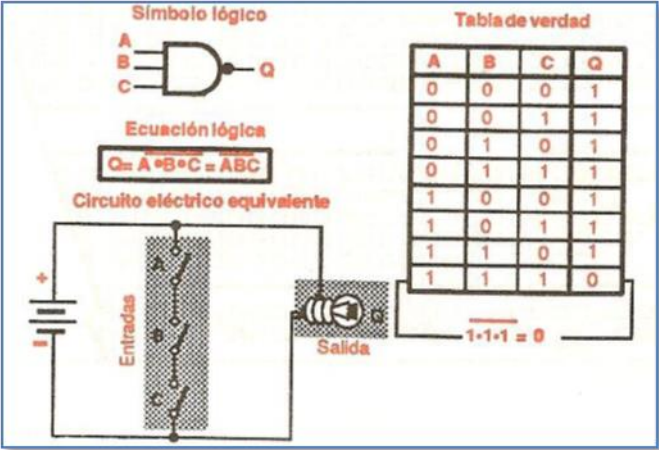 Símbolo lógico
A
B
C
Q
Ecuación lógica
Q= A•B•C = ABC
Circuito eléctrico equivalente
+
−
Entradas
A
B
C
Q
Salida
Tabla de verdad
A B C Q
0 0 0 1
0 0 1 1
0 1 0 1
0 1 1 1
1 0 0 1
1 0 1 1
1 1 0 1
1 1 1 0
1•1•1 = 0